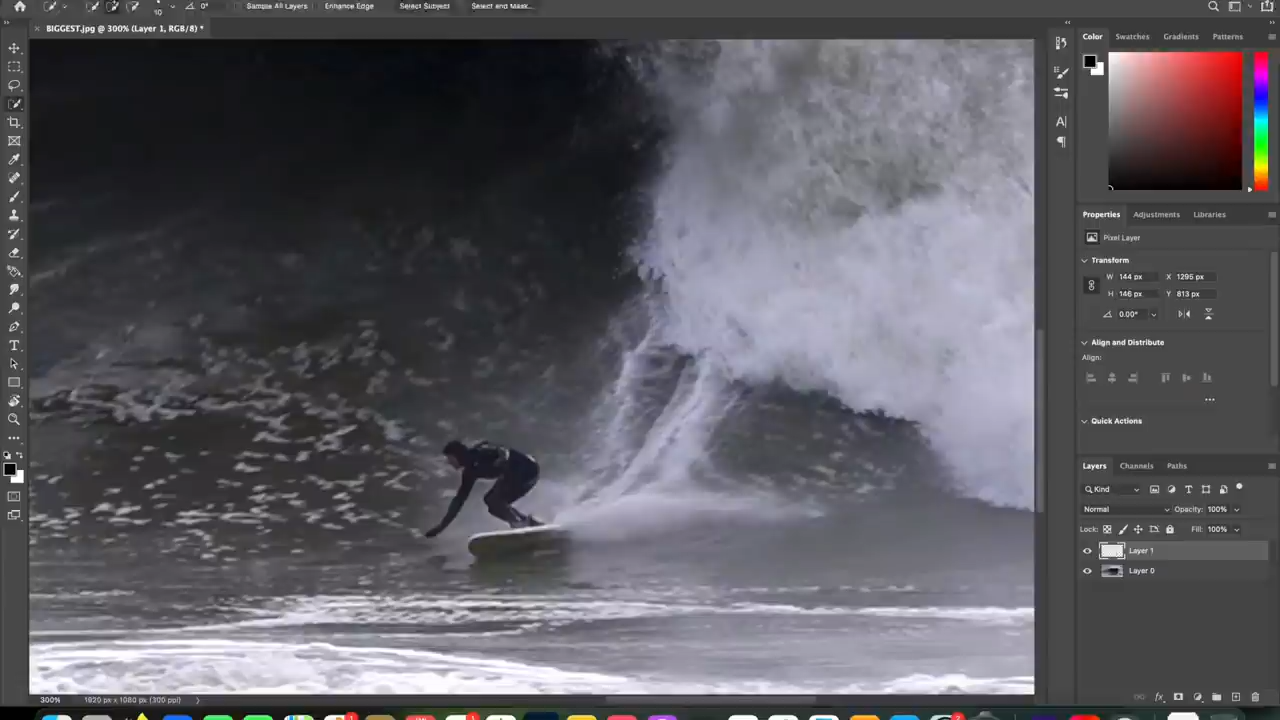 10
0°
Sample All Layers
Enhance Edge
Select Subject
Select and Mask...
BIGGEST.jpg @ 300% (Layer 1, RGB/8) *
Color
Swatches
Gradients
Patterns
Properties
Adjustments
Libraries
Pixel Layer
Transform
W 144 px X 1295 px
H 146 px Y 813 px
0.00°
Align and Distribute
Align:
Quick Actions
Layers
Channels
Paths
Kind
Normal
Opacity: 100%
Lock:
Fill: 100%
Layer 1
Layer 0
300%
1920 px x 1080 px (300 ppi)